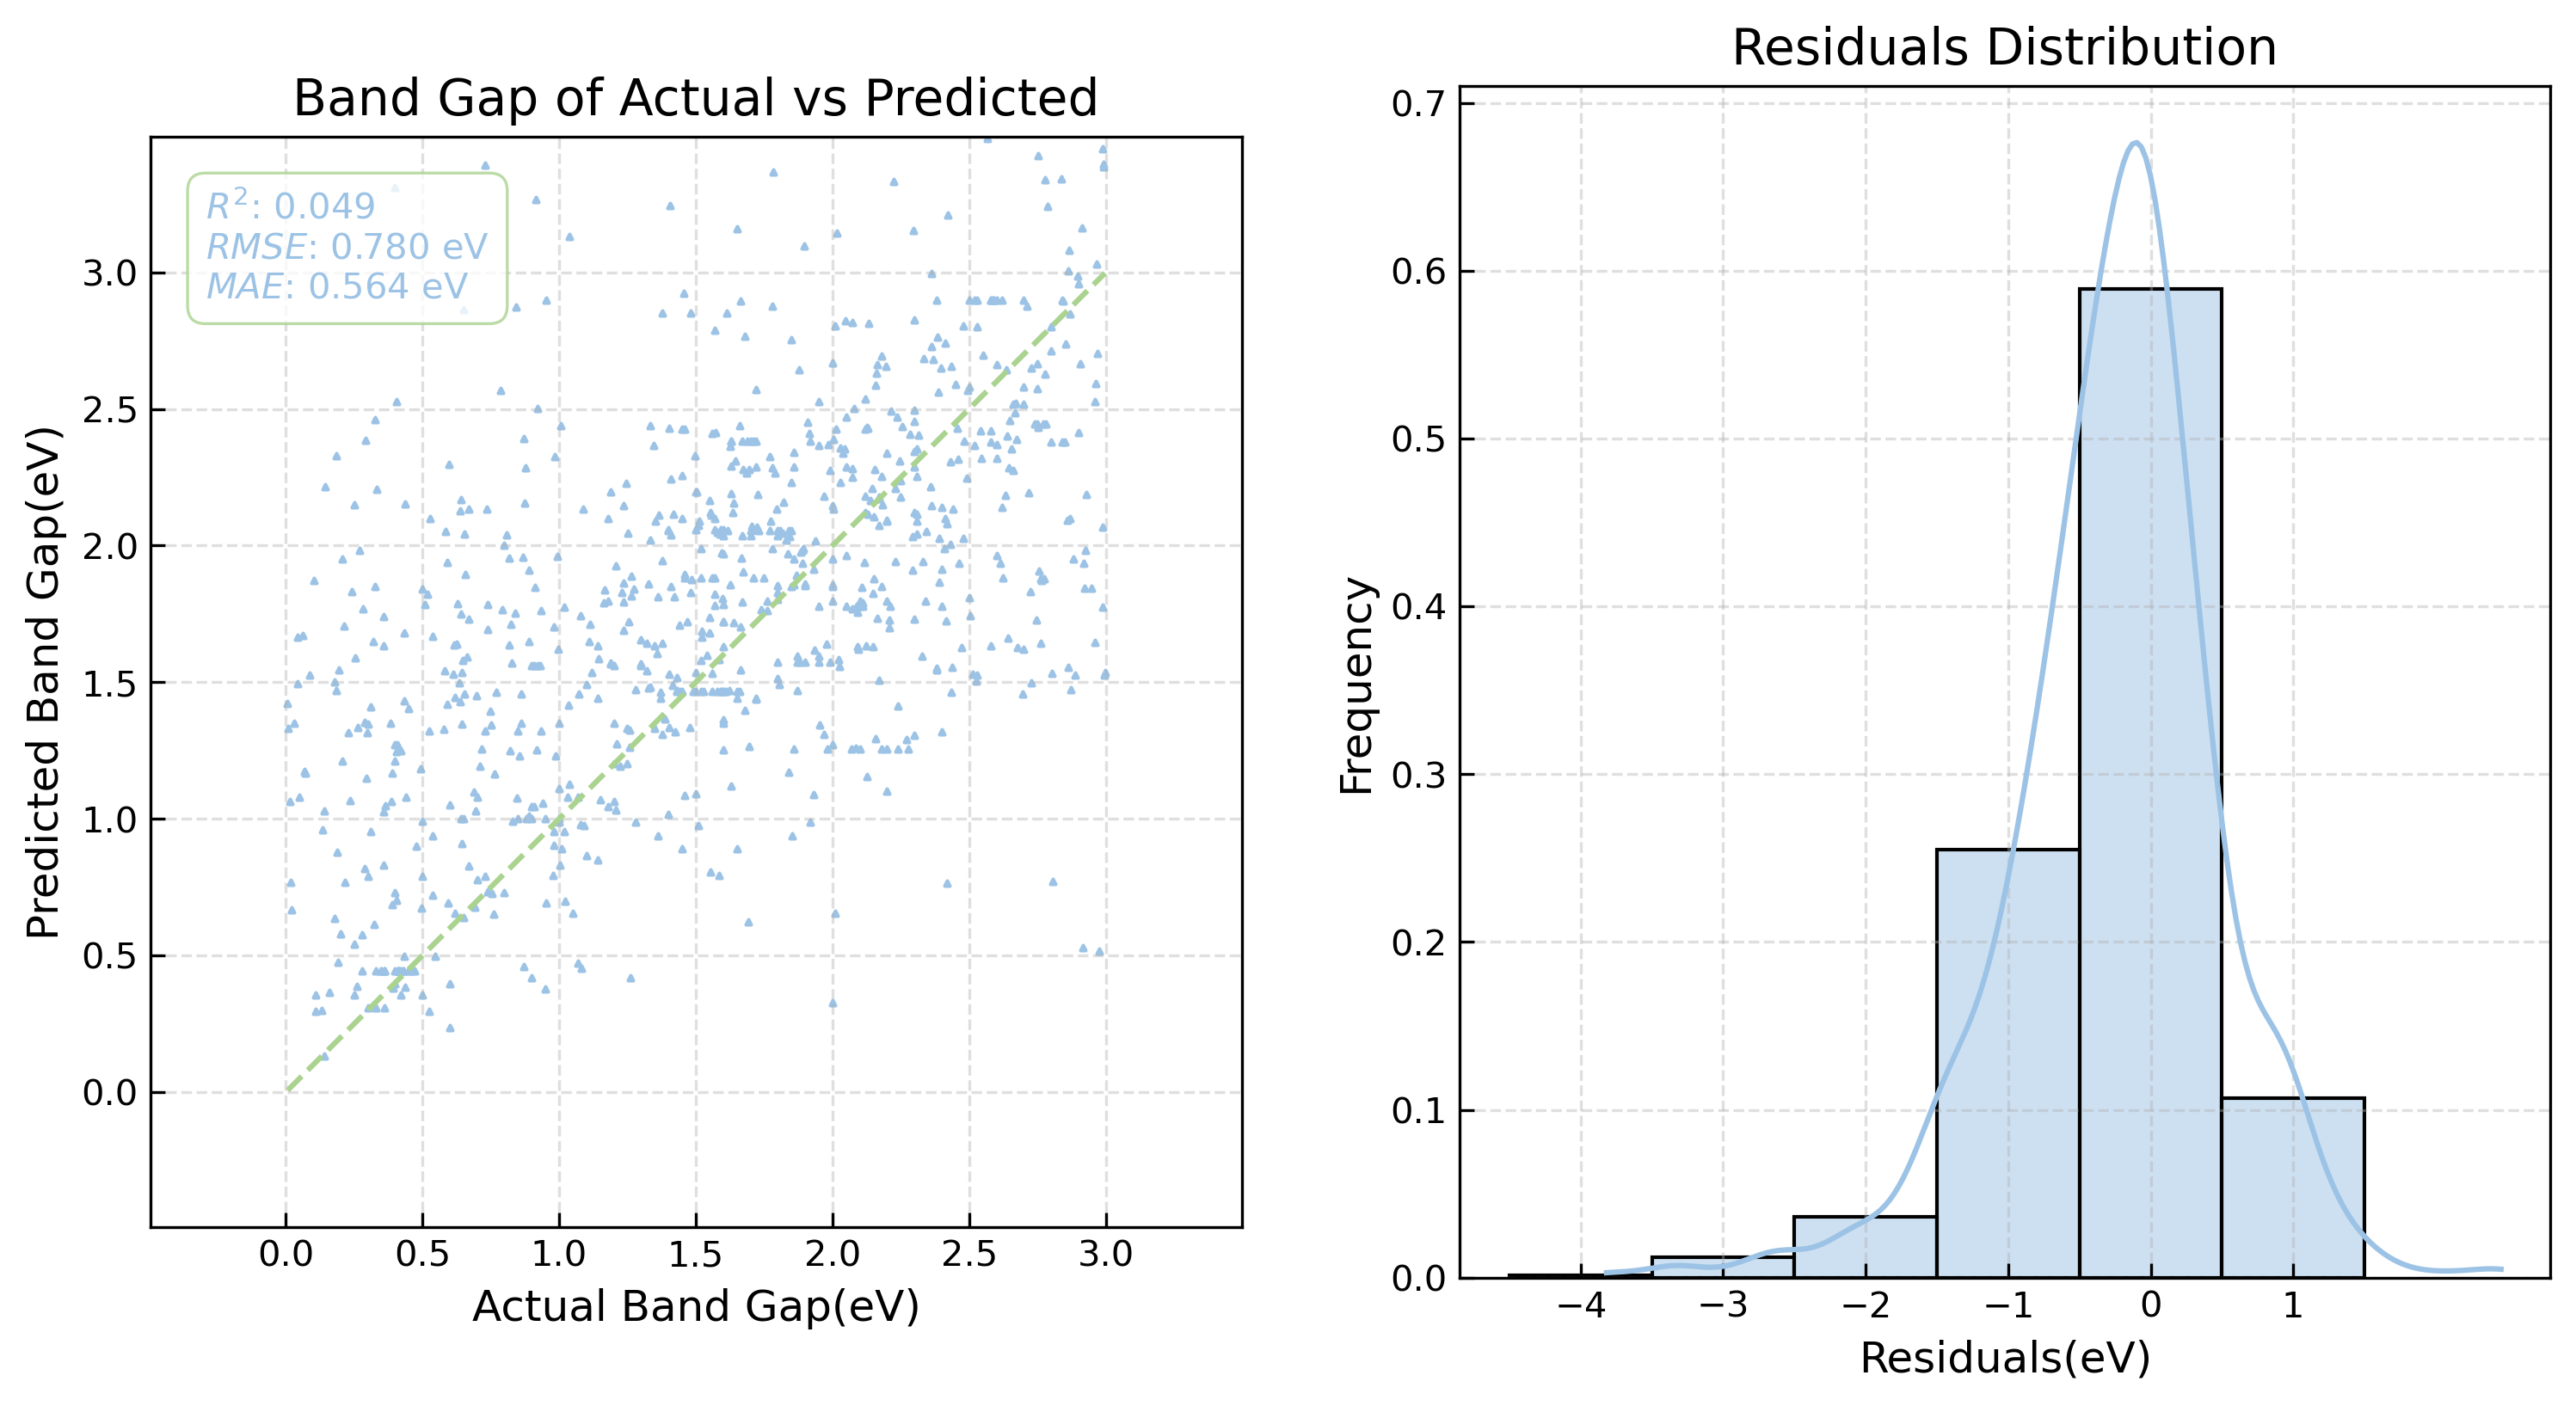 Band Gap of Actual vs Predicted
R²: 0.049
RMSE: 0.780 eV
MAE: 0.564 eV
Predicted Band Gap(eV)
3.0
2.5
2.0
1.5
1.0
0.5
0.0
0.0 0.5 1.0 1.5 2.0 2.5 3.0
Actual Band Gap(eV)
Residuals Distribution
Frequency
0.7
0.6
0.5
0.4
0.3
0.2
0.1
0.0
−4 −3 −2 −1 0 1
Residuals(eV)